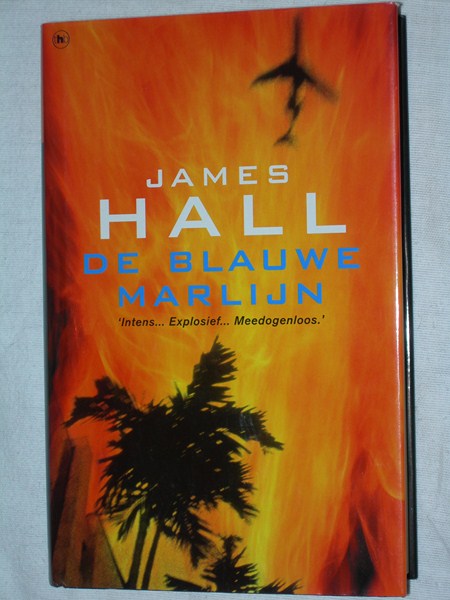 h
JAMES
HALL
DE BLAUWE
MARLIJN
'Intens... Explosief... Meedogenloos.'